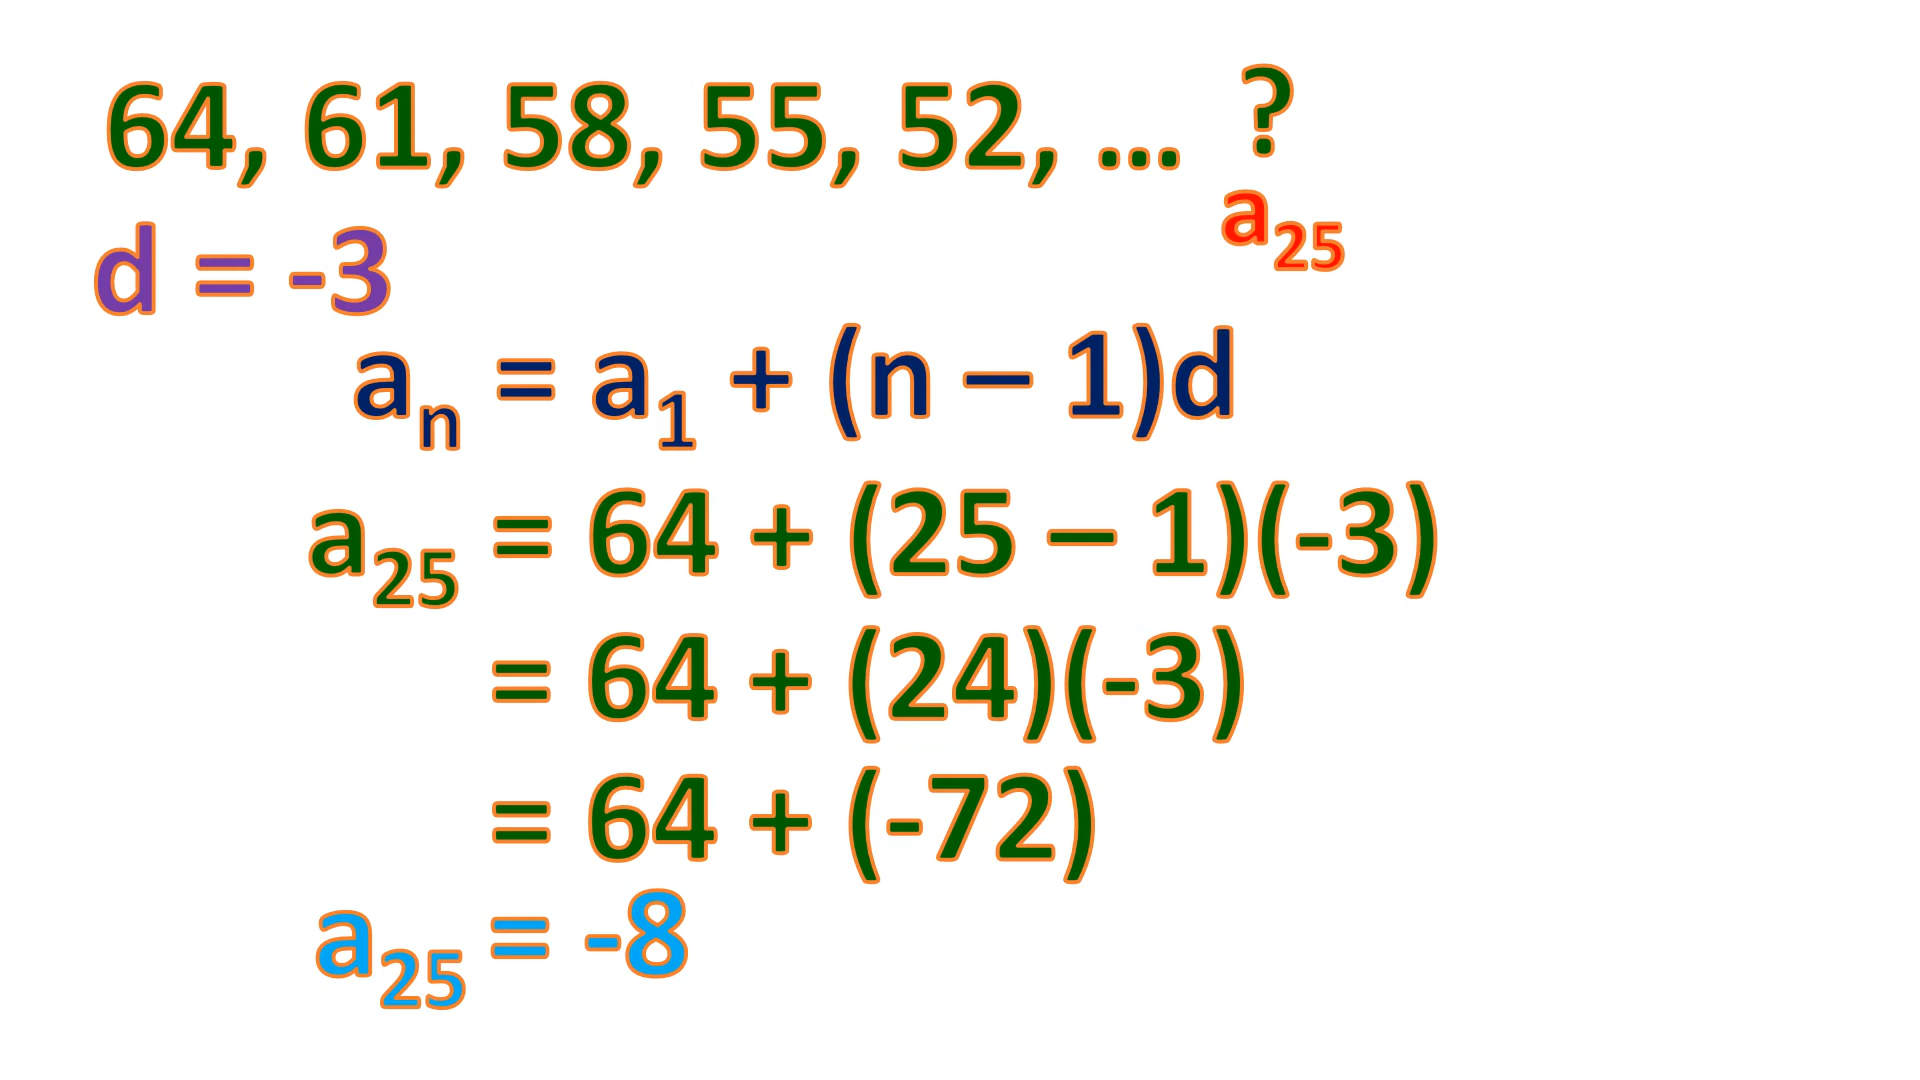 64, 61, 58, 55, 52, ... ?
a₂₅
d = -3
aₙ = a₁ + (n – 1)d
a₂₅ = 64 + (25 – 1)(-3)
= 64 + (24)(-3)
= 64 + (-72)
a₂₅ = -8